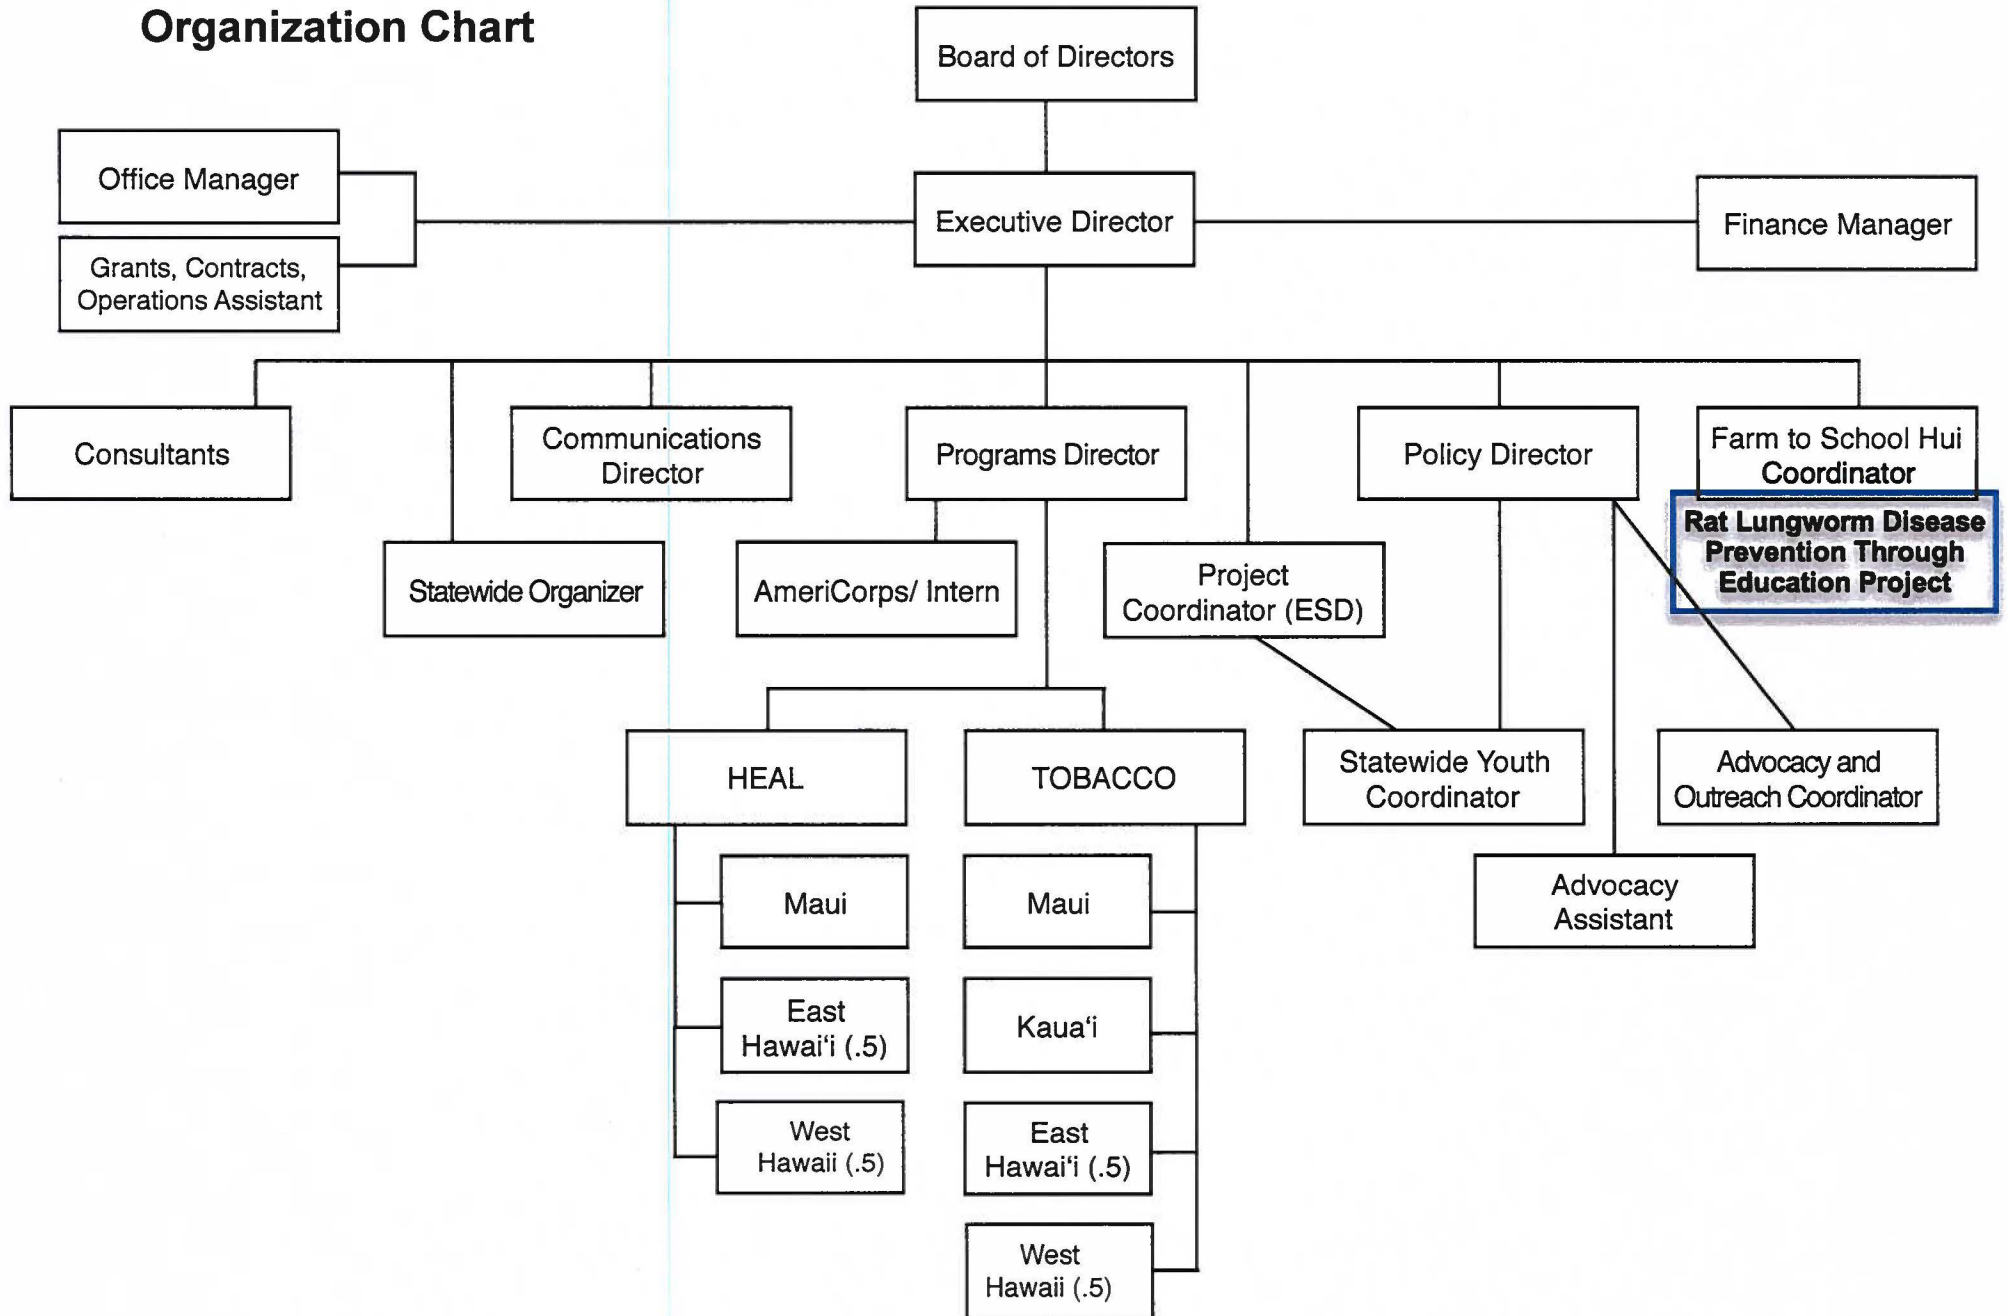 Organization Chart
Board of Directors
Office Manager
Executive Director
Finance Manager
Grants, Contracts,
Operations Assistant
Consultants
Communications
Director
Programs Director
Policy Director
Farm to School Hui
Coordinator
Rat Lungworm Disease
Prevention Through
Education Project
Statewide Organizer
AmeriCorps/ Intern
Project
Coordinator (ESD)
HEAL
TOBACCO
Statewide Youth
Coordinator
Advocacy and
Outreach Coordinator
Maui
Maui
Advocacy
Assistant
East
Hawai‘i (.5)
Kaua‘i
West
Hawaii (.5)
East
Hawai‘i (.5)
West
Hawaii (.5)